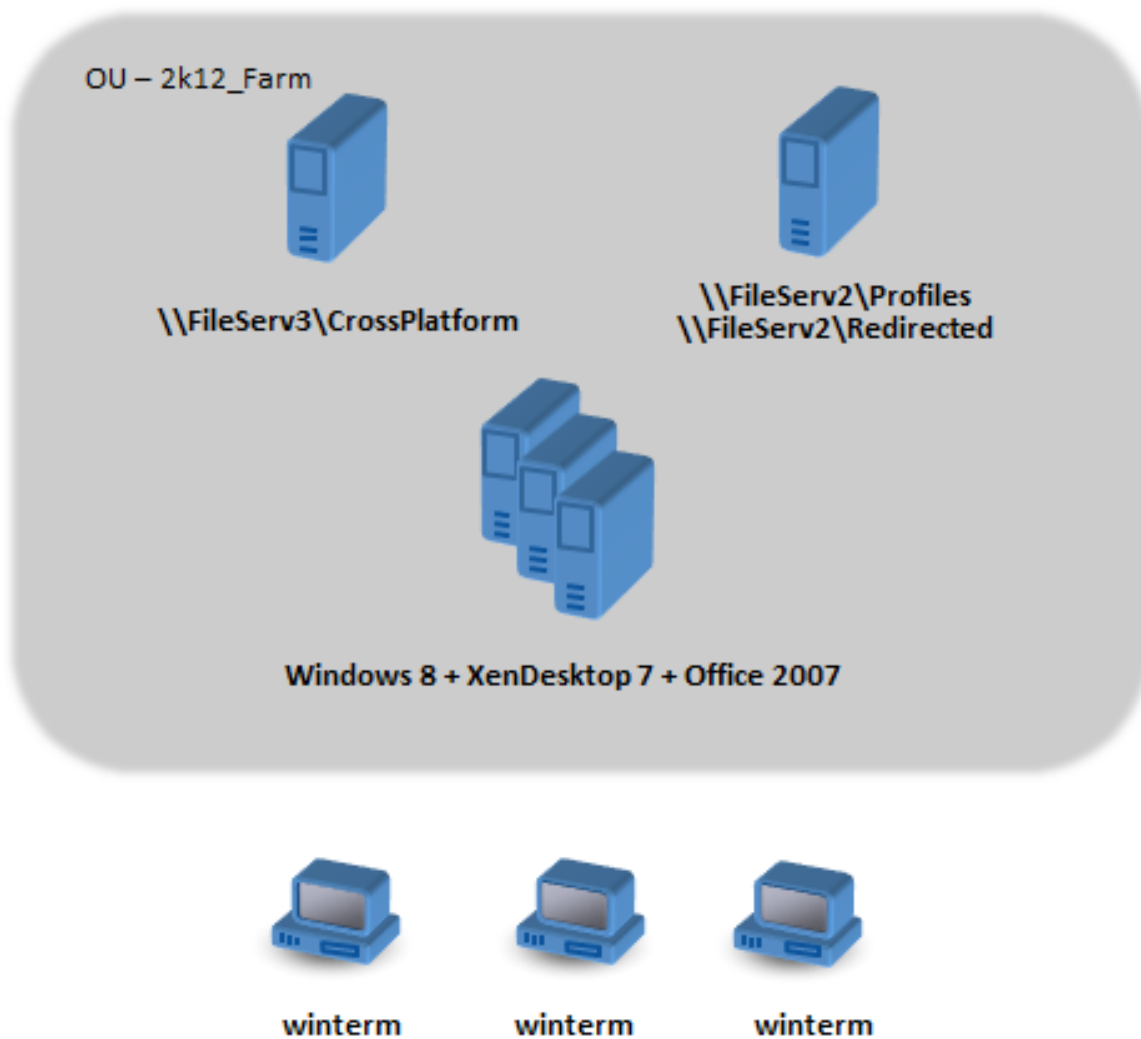 OU – 2k12_Farm
\\FileServ3\CrossPlatform
\\FileServ2\Profiles
\\FileServ2\Redirected
Windows 8 + XenDesktop 7 + Office 2007
winterm
winterm
winterm